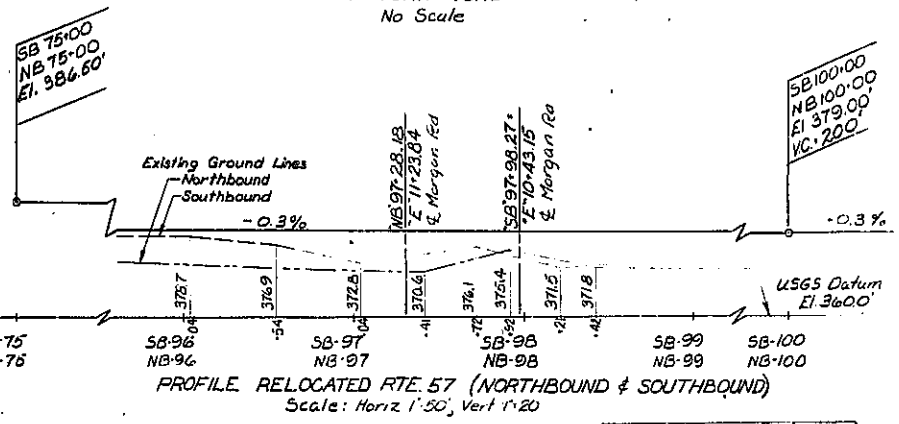 No Scale
SB 75+00
NB 75+00
El. 386.50'
SB 100+00
NB 100+00
El 379.00'
V.C. 200'
Existing Ground Lines
Northbound
Southbound
"NB" 97+28.18
"E" 11+23.84
℄ Morgan Rd
"SB" 97+98.27=
"E" 10+43.15
℄ Morgan Rd
-0.3%
-0.3%
376.9
372.8
370.6
376.1
375.4
371.5
371.8
USGS Datum
El. 360.0'
+04
+54
+04
+41
+72
+92
+21
+42
SB-96
SB-97
SB-98
SB-99
SB-100
NB-96
NB-97
NB-98
NB-99
NB-100
PROFILE RELOCATED RTE. 57 (NORTHBOUND & SOUTHBOUND)
Scale: Horiz 1"=50', Vert 1"=20'